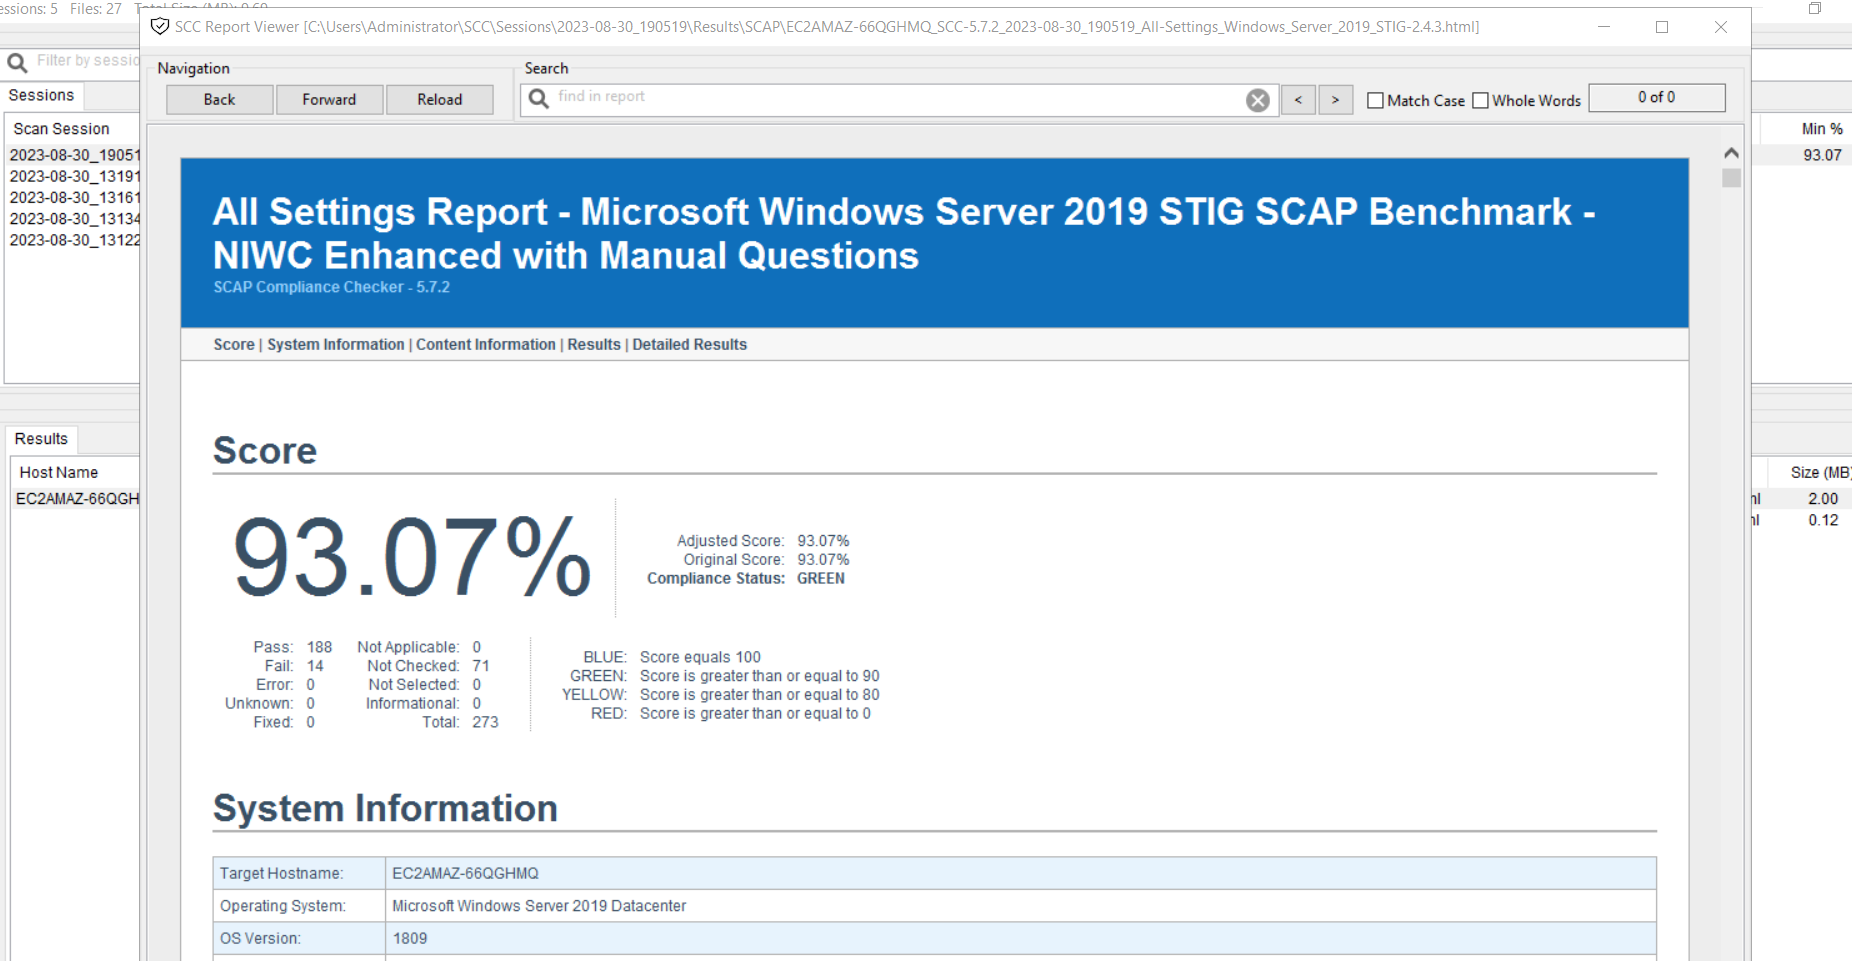 essions: 5 Files: 27
SCC Report Viewer [C:\Users\Administrator\SCC\Sessions\2023-08-30_190519\Results\SCAP\EC2AMAZ-66QGHMQ_SCC-5.7.2_2023-08-30_190519_All-Settings_Windows_Server_2019_STIG-2.4.3.html]
Filter by sessio
Navigation
Search
Back Forward Reload
find in report
< >
Match Case Whole Words 0 of 0
Sessions
Scan Session
Min %
2023-08-30_19051
93.07
2023-08-30_13191
2023-08-30_13161
2023-08-30_13134
2023-08-30_13122
All Settings Report - Microsoft Windows Server 2019 STIG SCAP Benchmark -
NIWC Enhanced with Manual Questions
SCAP Compliance Checker - 5.7.2
Score | System Information | Content Information | Results | Detailed Results
Results
Host Name
Size (MB)
EC2AMAZ-66QGH
nl 2.00
nl 0.12
Score
93.07%
Adjusted Score: 93.07%
Original Score: 93.07%
Compliance Status: GREEN
Pass: 188 Not Applicable: 0
Fail: 14 Not Checked: 71
Error: 0 Not Selected: 0
Unknown: 0 Informational: 0
Fixed: 0 Total: 273
BLUE: Score equals 100
GREEN: Score is greater than or equal to 90
YELLOW: Score is greater than or equal to 80
RED: Score is greater than or equal to 0
System Information
Target Hostname: EC2AMAZ-66QGHMQ
Operating System: Microsoft Windows Server 2019 Datacenter
OS Version: 1809